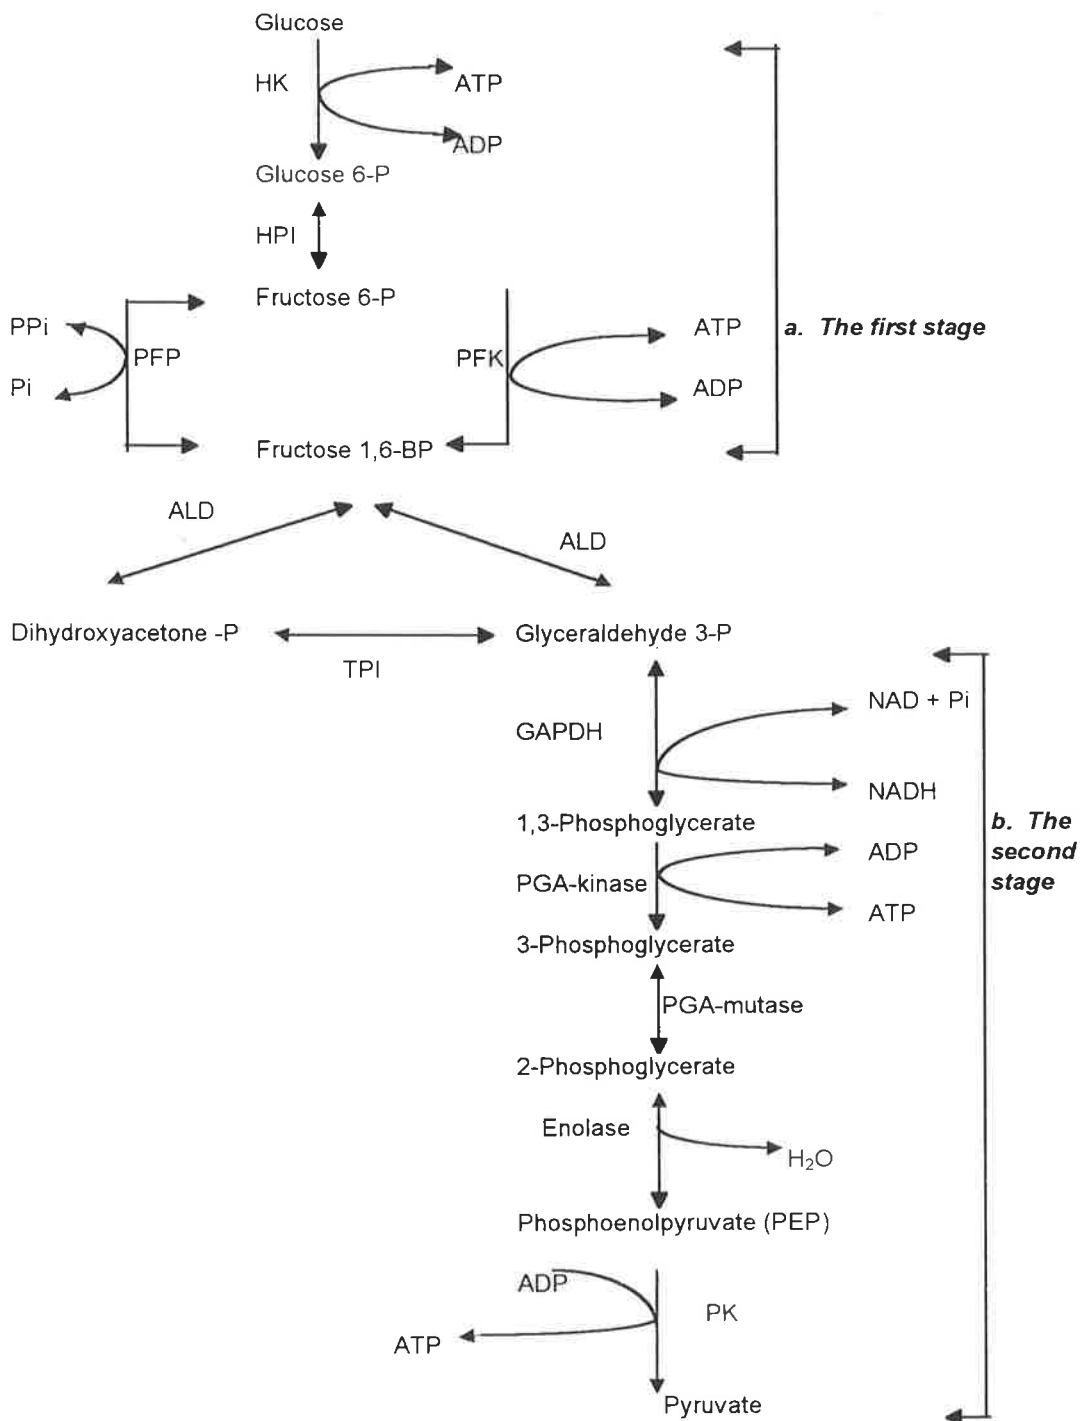 Glucose
HK
ATP
ADP
Glucose 6-P
HPI
Fructose 6-P
PPi
PFP
Pi
PFK
ATP
ADP
a. The first stage
Fructose 1,6-BP
ALD
ALD
Dihydroxyacetone -P
TPI
Glyceraldehyde 3-P
GAPDH
NAD + Pi
NADH
1,3-Phosphoglycerate
b. The
second
stage
PGA-kinase
ADP
ATP
3-Phosphoglycerate
PGA-mutase
2-Phosphoglycerate
Enolase
H₂O
Phosphoenolpyruvate (PEP)
ADP
PK
ATP
Pyruvate